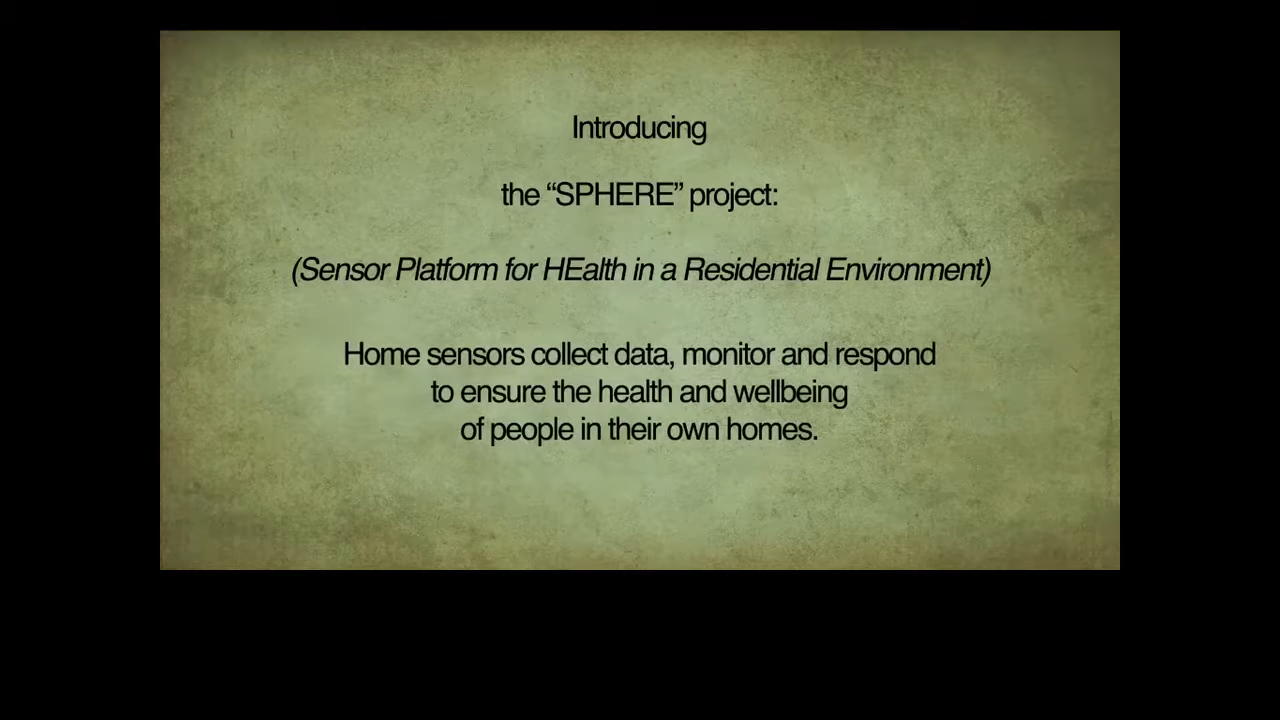 Introducing
the “SPHERE” project:
(Sensor Platform for HEalth in a Residential Environment)
Home sensors collect data, monitor and respond
to ensure the health and wellbeing
of people in their own homes.